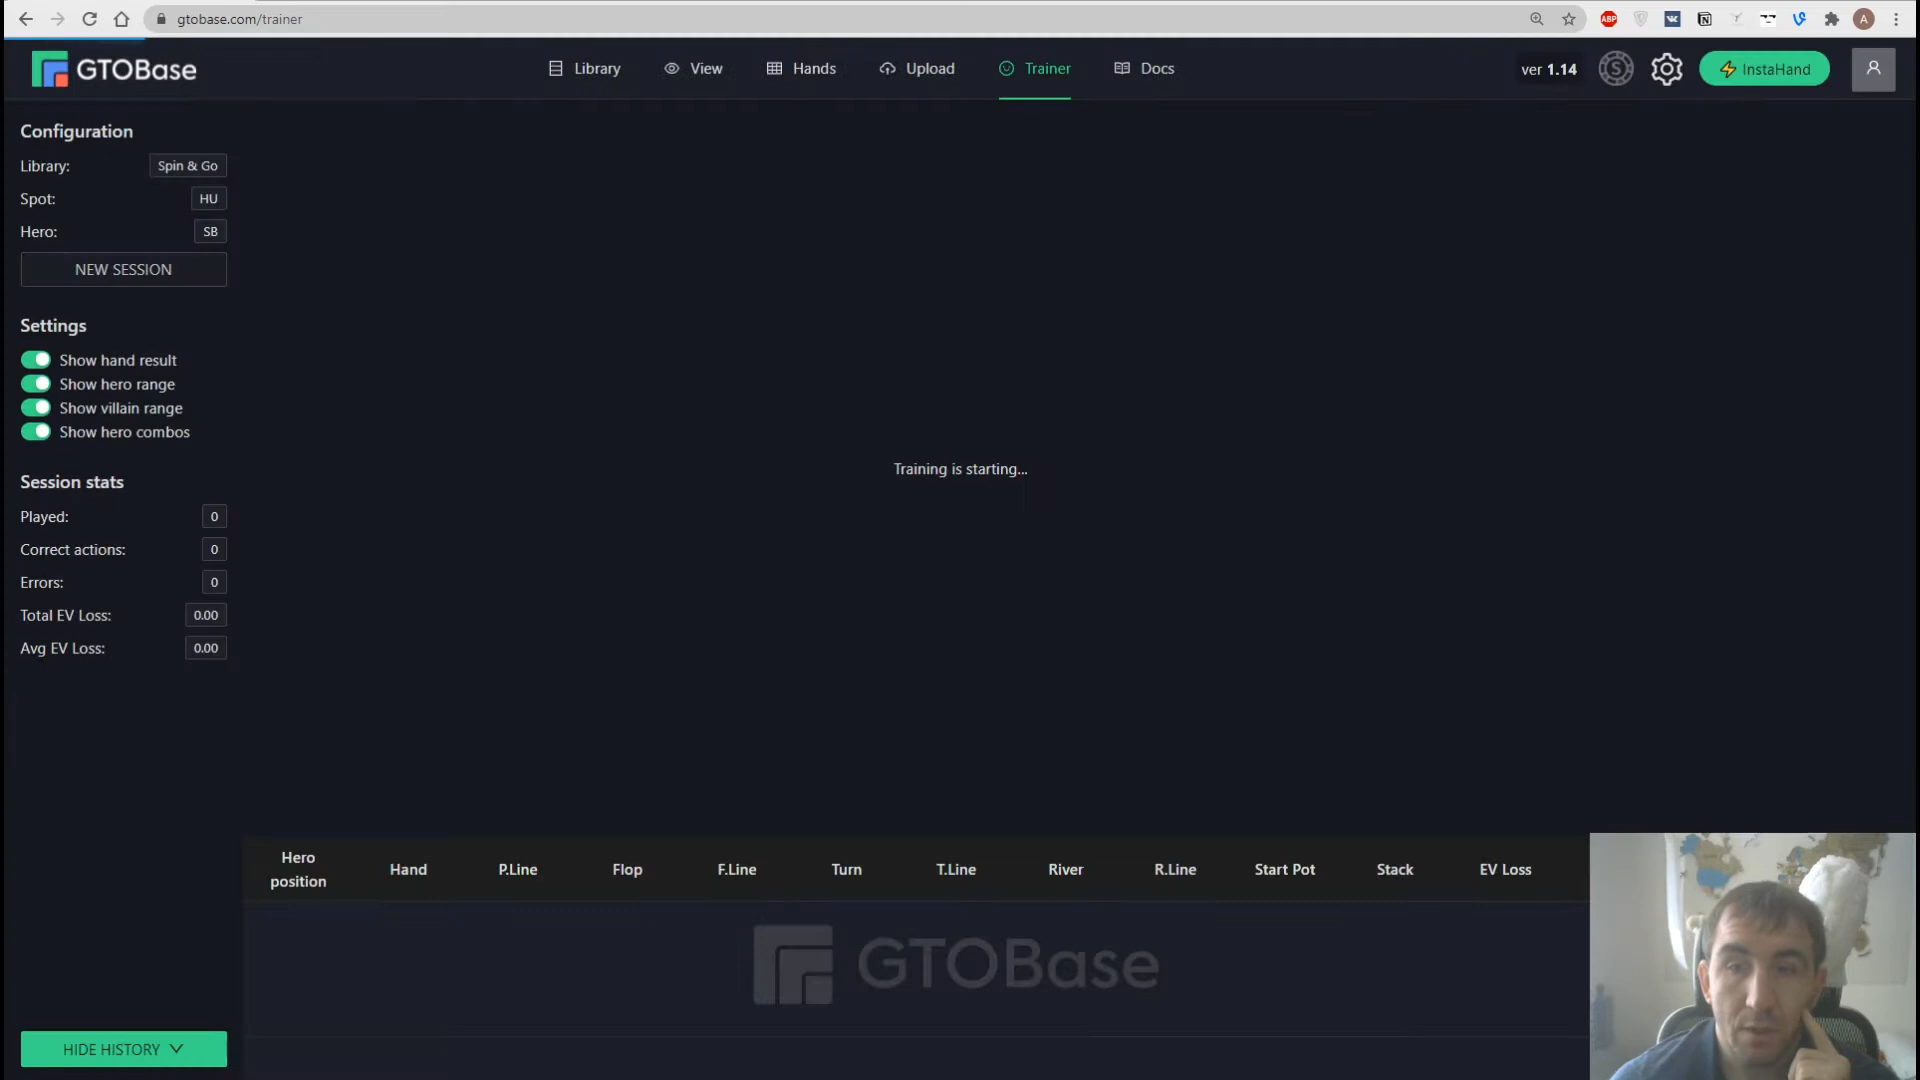 gtobase.com/trainer
ABP
A
GTOBase
Library
View
Hands
Upload
Trainer
Docs
ver 1.14
InstaHand
Configuration
Library: Spin & Go
Spot: HU
Hero: SB
NEW SESSION
Settings
Show hand result
Show hero range
Show villain range
Show hero combos
Session stats
Played: 0
Correct actions: 0
Errors: 0
Total EV Loss: 0.00
Avg EV Loss: 0.00
Training is starting...
Hero position
Hand
P.Line
Flop
F.Line
Turn
T.Line
River
R.Line
Start Pot
Stack
EV Loss
GTOBase
HIDE HISTORY